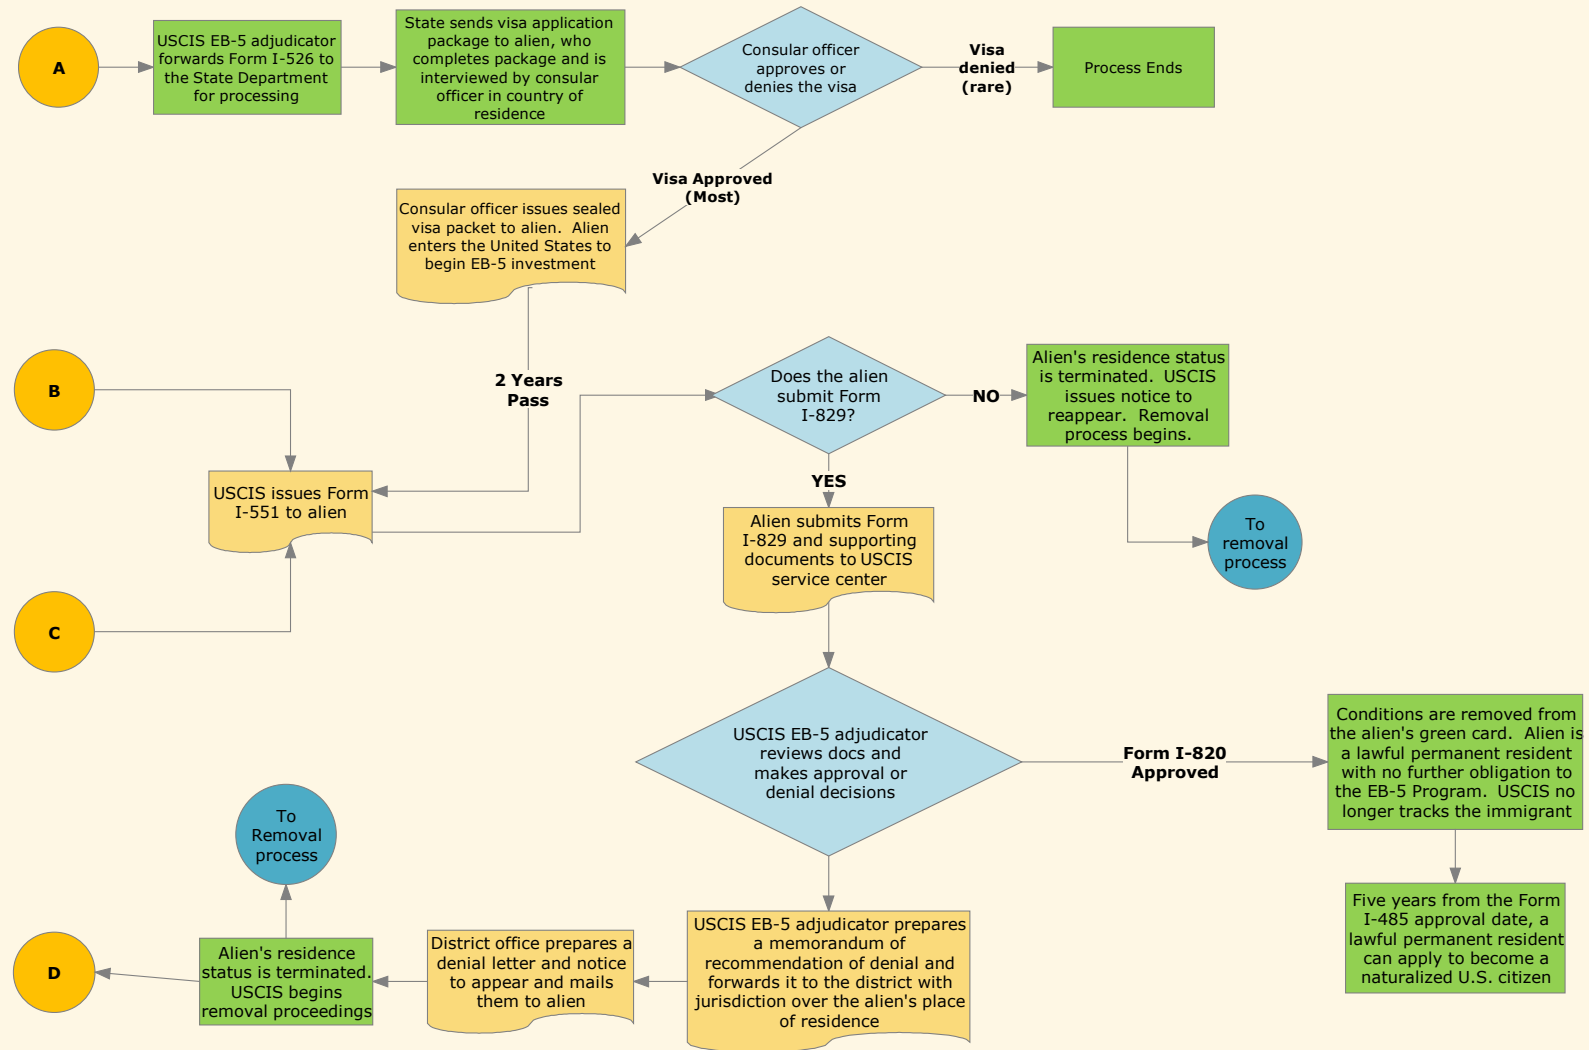 A
USCIS EB-5 adjudicator
forwards Form I-526 to
the State Department
for processing
State sends visa application
package to alien, who
completes package and is
interviewed by consular
officer in country of
residence
Consular officer
approves or
denies the visa
Visa
denied
(rare)
Process Ends
Visa Approved
(Most)
Consular officer issues sealed
visa packet to alien.  Alien
enters the United States to
begin EB-5 investment
2 Years
Pass
B
USCIS issues Form
I-551 to alien
C
Does the alien
submit Form
I-829?
NO
Alien's residence status
is terminated.  USCIS
issues notice to
reappear.  Removal
process begins.
To
removal
process
YES
Alien submits Form
I-829 and supporting
documents to USCIS
service center
USCIS EB-5 adjudicator
reviews docs and
makes approval or
denial decisions
Form I-820
Approved
Conditions are removed from
the alien's green card.  Alien is
a lawful permanent resident
with no further obligation to
the EB-5 Program.  USCIS no
longer tracks the immigrant
Five years from the Form
I-485 approval date, a
lawful permanent resident
can apply to become a
naturalized U.S. citizen
USCIS EB-5 adjudicator prepares
a memorandum of
recommendation of denial and
forwards it to the district with
jurisdiction over the alien's place
of residence
District office prepares a
denial letter and notice
to appear and mails
them to alien
Alien's residence
status is terminated.
USCIS begins
removal proceedings
To
Removal
process
D